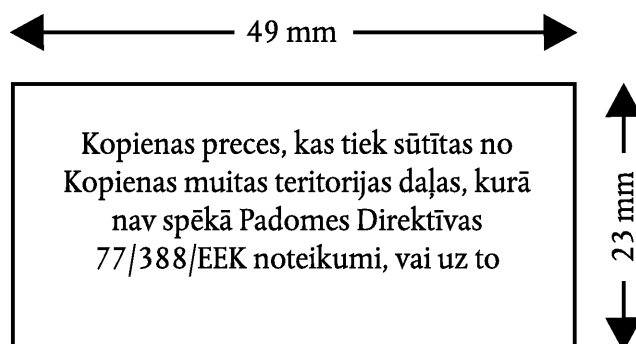 49 mm
Kopienas preces, kas tiek sūtītas no
Kopienas muitas teritorijas daļas, kurā
nav spēkā Padomes Direktīvas
77/388/EEK noteikumi, vai uz to
23 mm